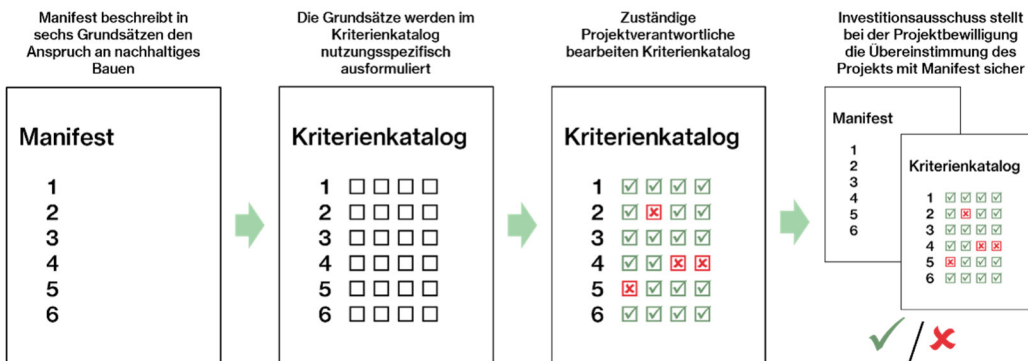 Manifest beschreibt in
sechs Grundsätzen den
Anspruch an nachhaltiges
Bauen
Manifest
1
2
3
4
5
6
Die Grundsätze werden im
Kriterienkatalog
nutzungsspezifisch
ausformuliert
Kriterienkatalog
1
2
3
4
5
6
Zuständige
Projektverantwortliche
bearbeiten Kriterienkatalog
Kriterienkatalog
1
2
3
4
5
6
Investitionsausschuss stellt
bei der Projektbewilligung
die Übereinstimmung des
Projekts mit Manifest sicher
Manifest
1
2
3
4
5
6
Kriterienkatalog
1
2
3
4
5
6
/